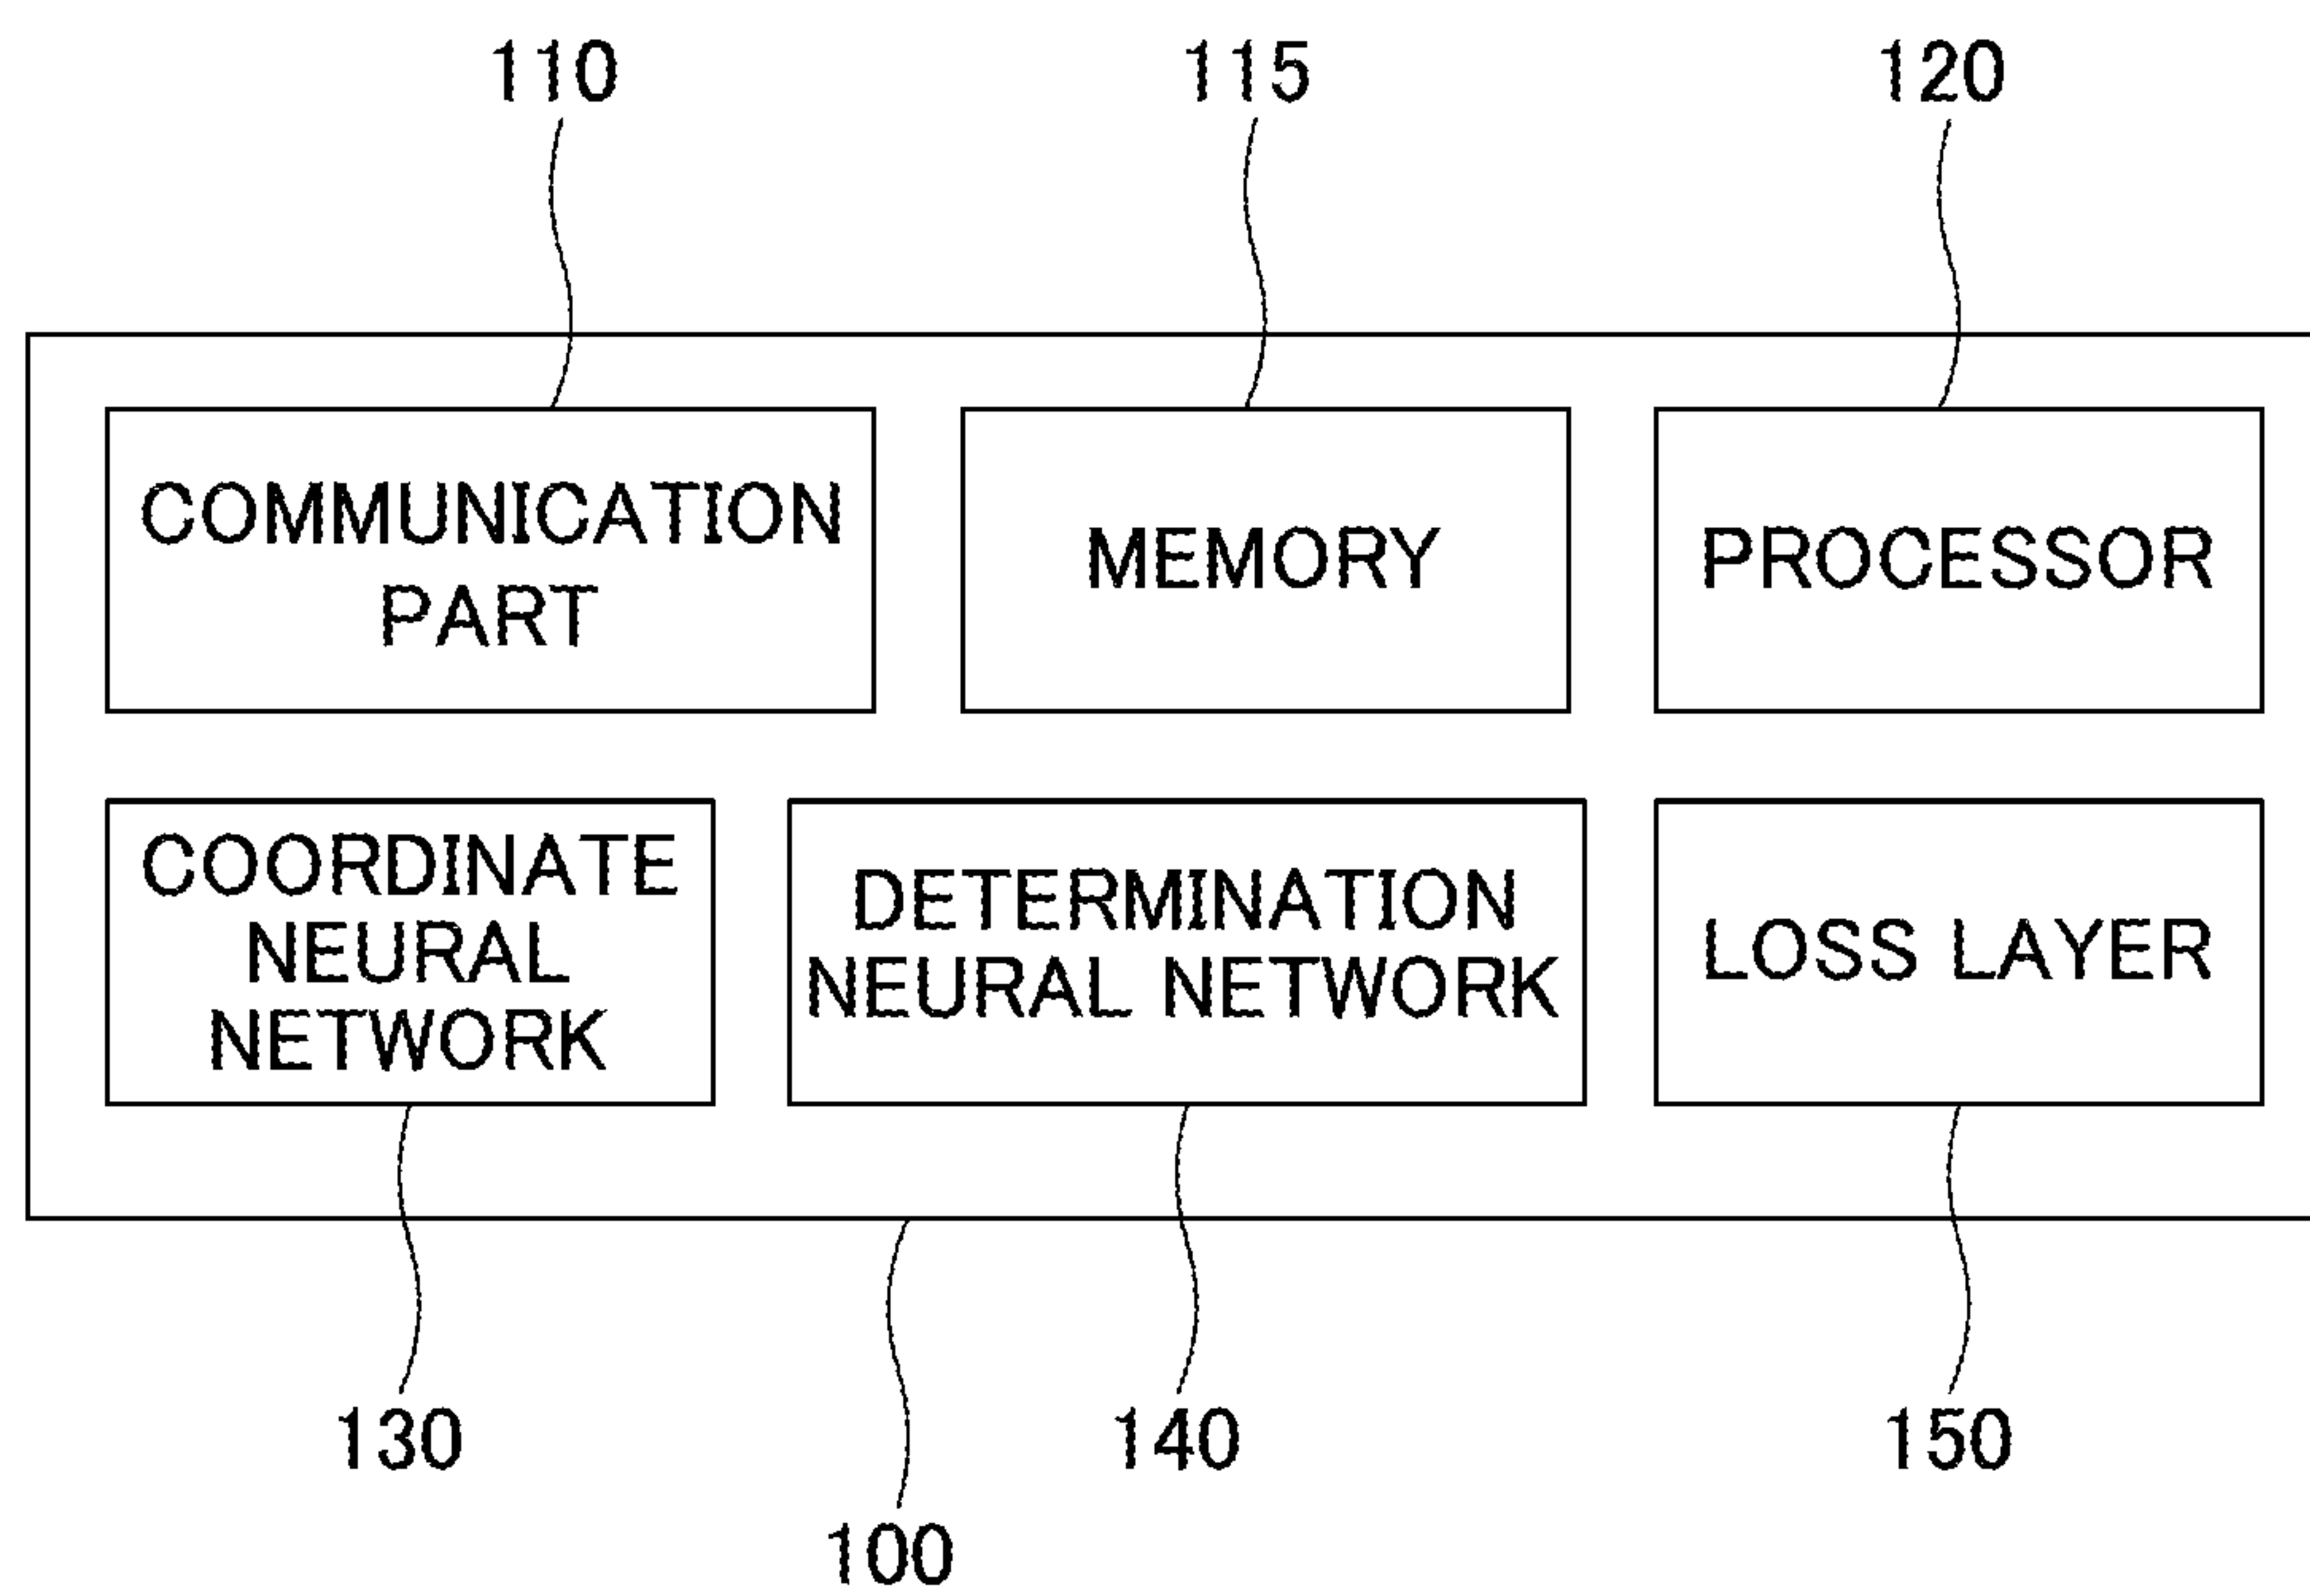 110
115
120
COMMUNICATION
PART
MEMORY
PROCESSOR
COORDINATE
NEURAL
NETWORK
DETERMINATION
NEURAL NETWORK
LOSS LAYER
130
140
150
100